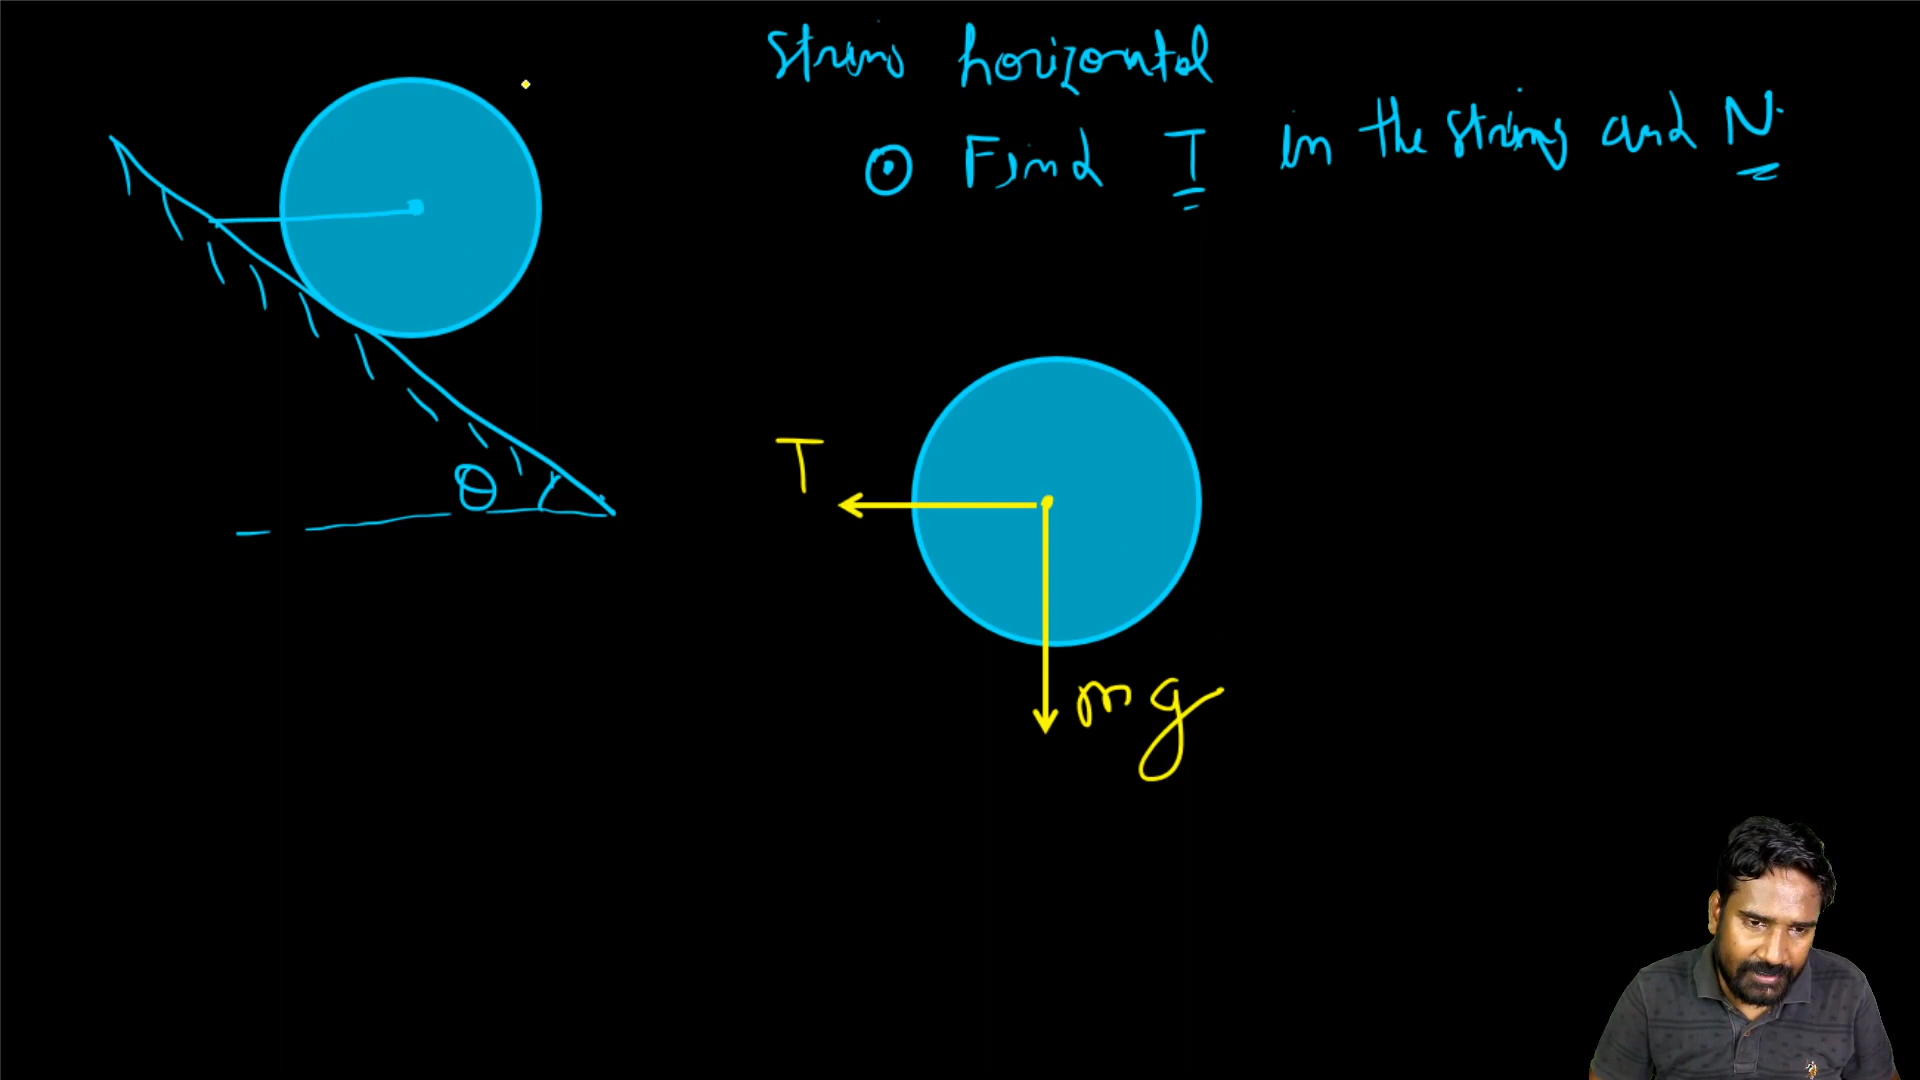 string horizontal
⊙ Find T in the string and N.
θ
T
mg